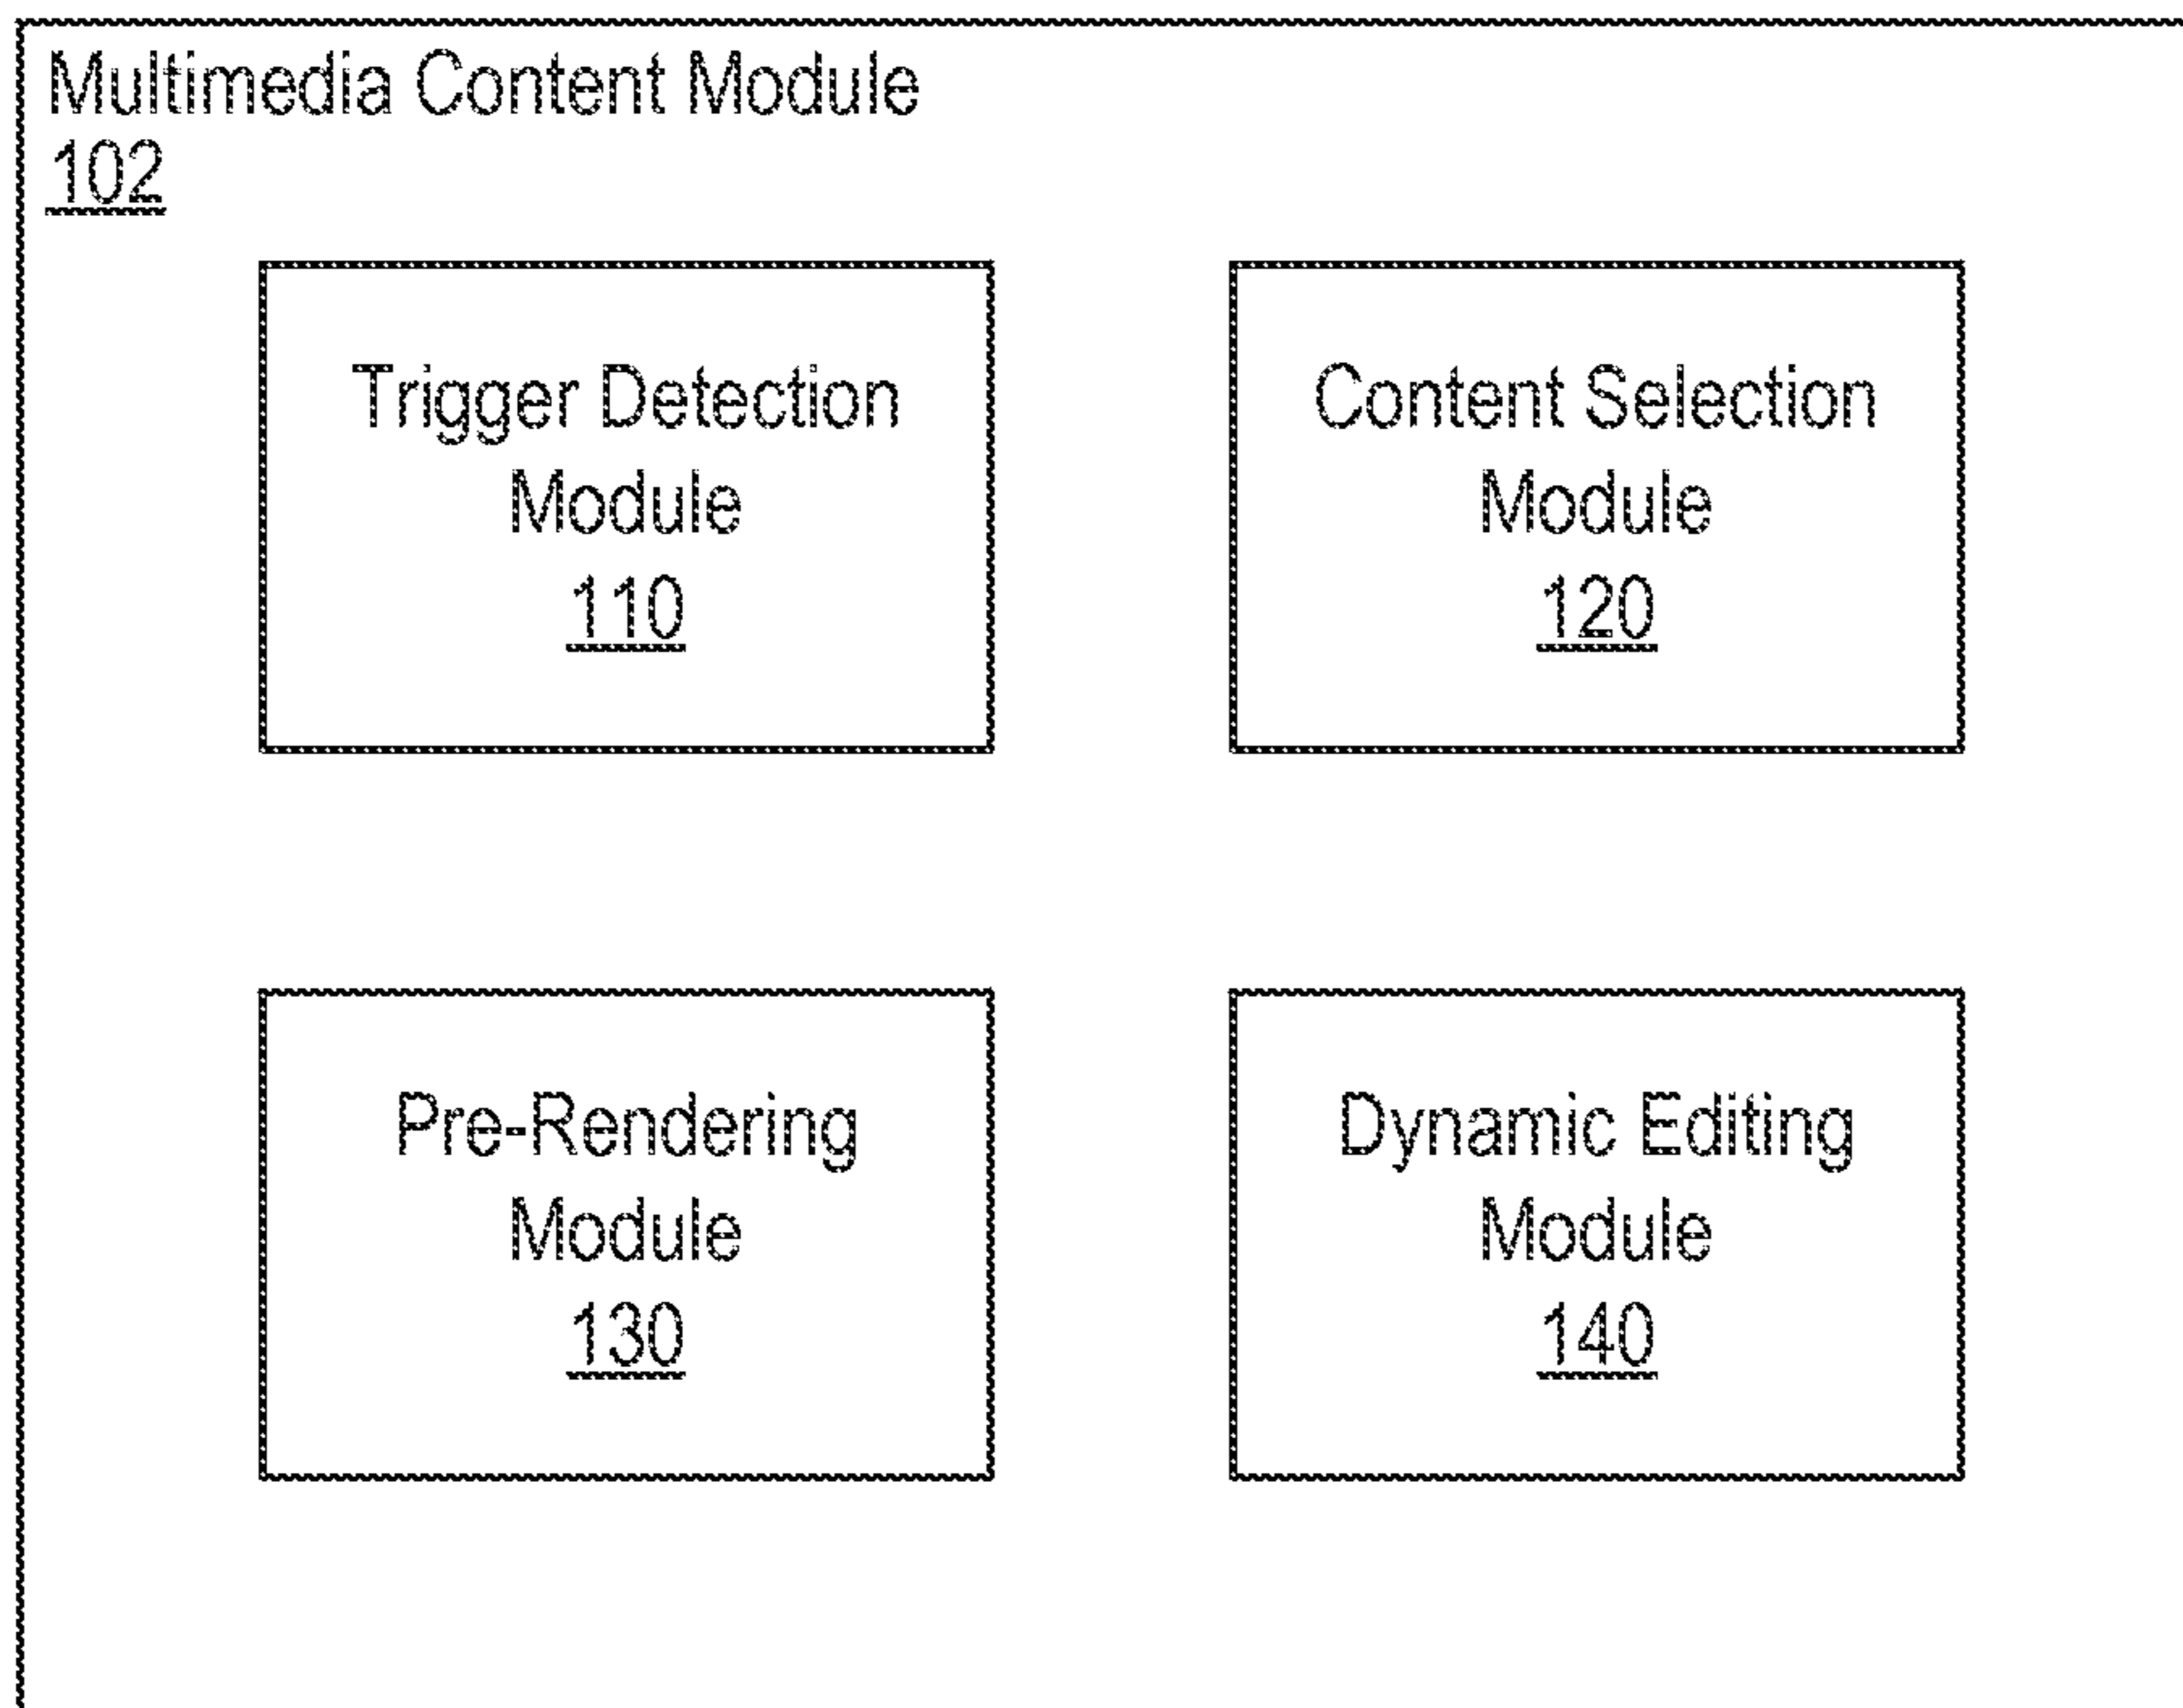 Multimedia Content Module
102
Trigger Detection
Module
110
Content Selection
Module
120
Pre-Rendering
Module
130
Dynamic Editing
Module
140